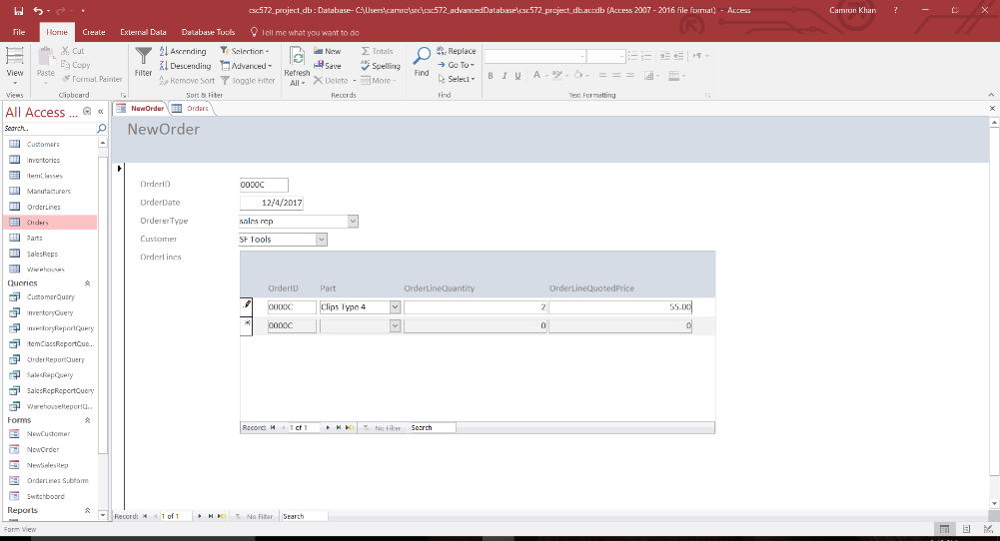 csc572_project_db : Database- C:\Users\camro\src\csc572_advancedDatabase\csc572_project_db.accdb (Access 2007 - 2016 file format) - Access
Camron Khan ?
File Home Create External Data Database Tools Tell me what you want to do
View
Views
Paste
Cut
Copy
Format Painter
Clipboard
Filter
Ascending
Descending
Remove Sort
Selection
Advanced
Toggle Filter
Sort & Filter
Refresh
All
New
Save
Delete
Totals
Spelling
More
Records
Find
Replace
Go To
Select
Find
B I U A
Text Formatting
All Access ...
Search...
Customers
Inventories
ItemClasses
Manufacturers
OrderLines
Orders
Parts
SalesReps
Warehouses
Queries
CustomerQuery
InventoryQuery
InventoryReportQuery
ItemClassReportQue...
OrderReportQuery
SalesRepQuery
SalesRepReportQuery
WarehouseReportQ...
Forms
NewCustomer
NewOrder
NewSalesRep
OrderLines Subform
Switchboard
Reports
NewOrder Orders
NewOrder
OrderID 0000C
OrderDate 12/4/2017
OrdererType sales rep
Customer SF Tools
OrderLines
OrderID Part OrderLineQuantity OrderLineQuotedPrice
0000C Clips Type 4 2 55.00
0000C 0 0
Record: 1 of 1 No Filter Search
Record: 1 of 1 No Filter Search
Form View